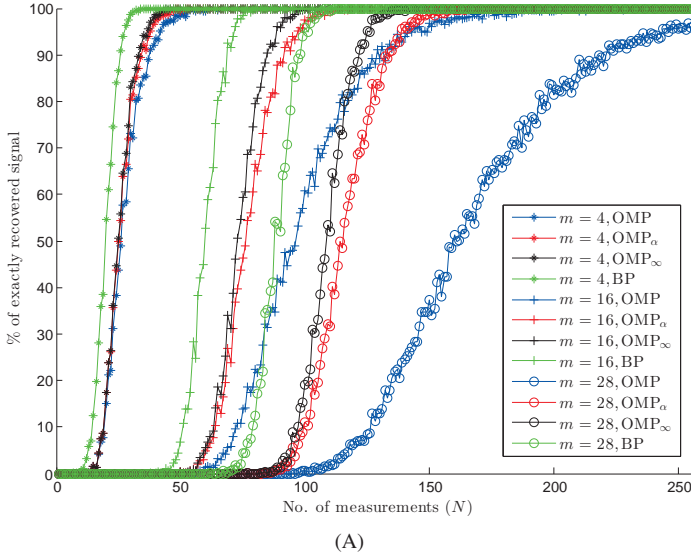 100
90
80
70
60
50
40
30
20
10
0
% of exactly recovered signal
0
50
100
150
200
250
No. of measurements (N)
m = 4, OMP
m = 4, OMPα
m = 4, OMP∞
m = 4, BP
m = 16, OMP
m = 16, OMPα
m = 16, OMP∞
m = 16, BP
m = 28, OMP
m = 28, OMPα
m = 28, OMP∞
m = 28, BP
(A)